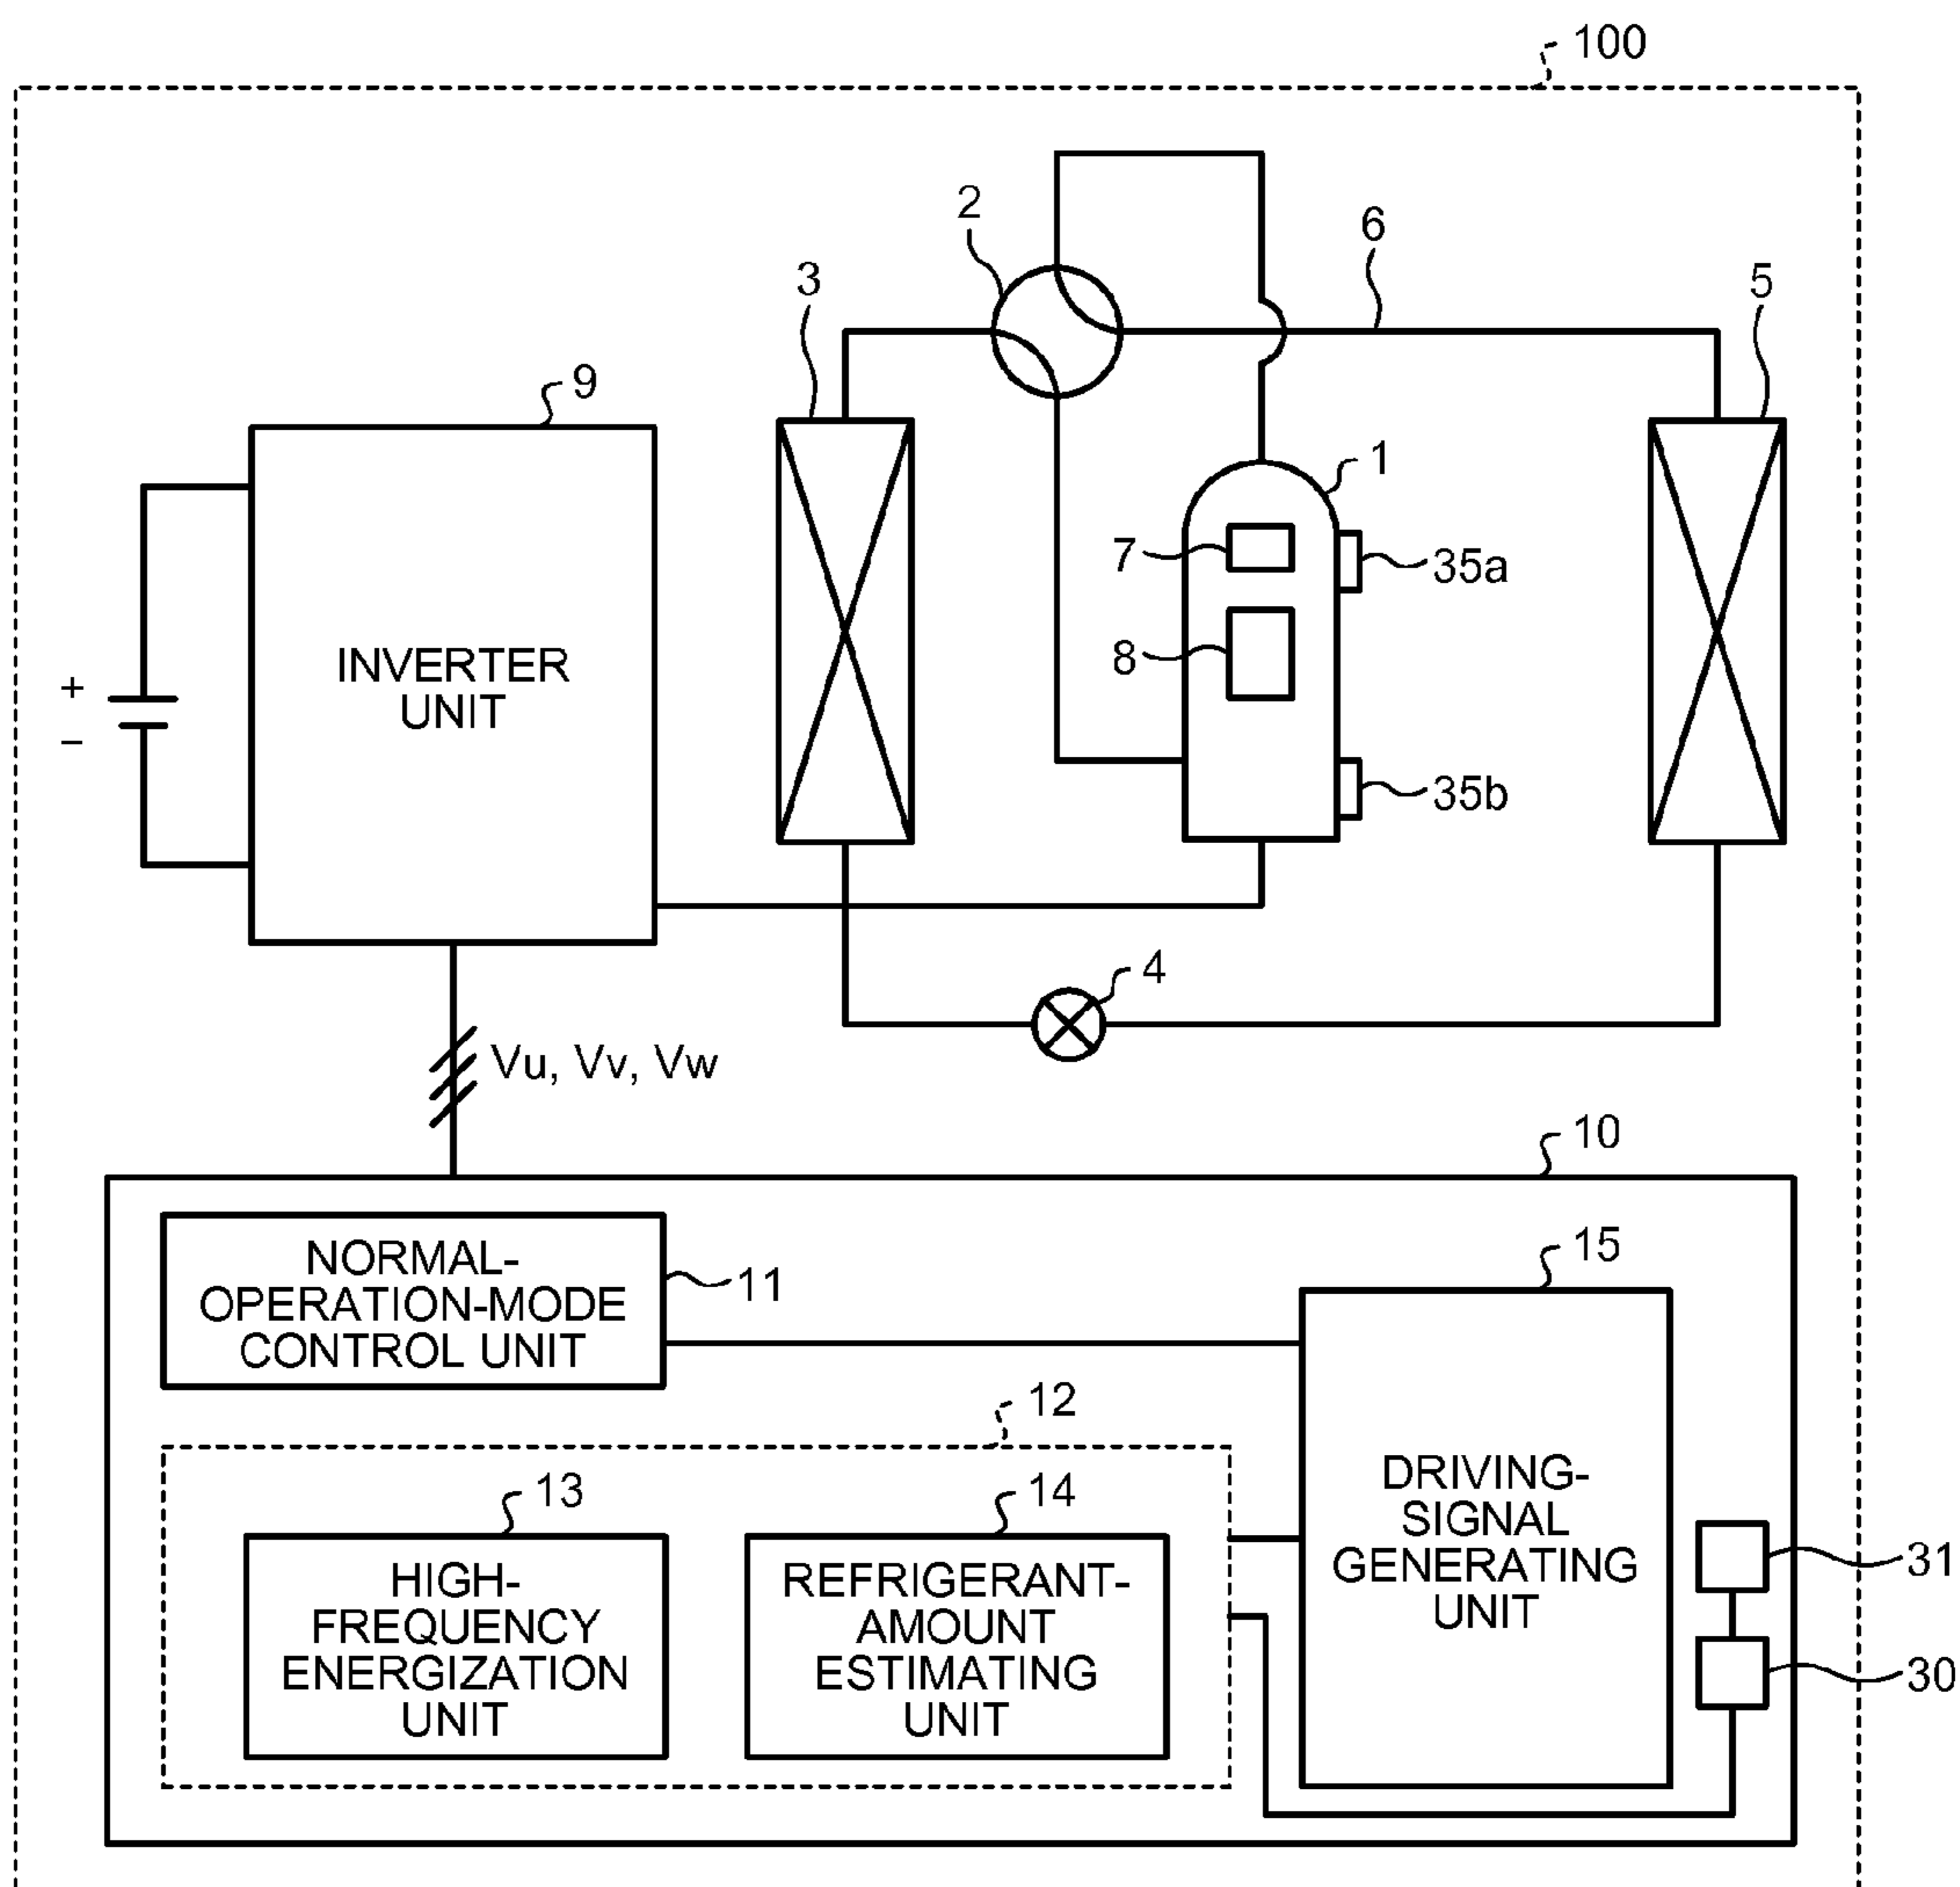 100
2
6
3
5
9
1
7
35a
INVERTER
UNIT
8
+
−
35b
4
Vu, Vv, Vw
10
NORMAL-
OPERATION-MODE
CONTROL UNIT
11
15
12
13
14
HIGH-
FREQUENCY
ENERGIZATION
UNIT
REFRIGERANT-
AMOUNT
ESTIMATING
UNIT
DRIVING-
SIGNAL
GENERATING
UNIT
31
30